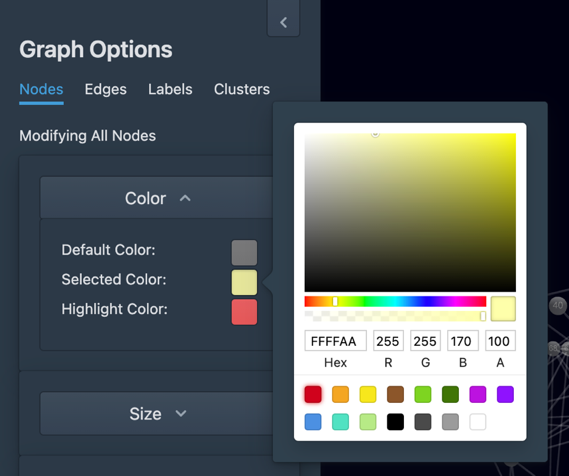 Graph Options
Nodes Edges Labels Clusters
Modifying All Nodes
Color
Default Color:
Selected Color:
Highlight Color:
Size
FFFFAA 255 255 170 100
Hex R G B A
40